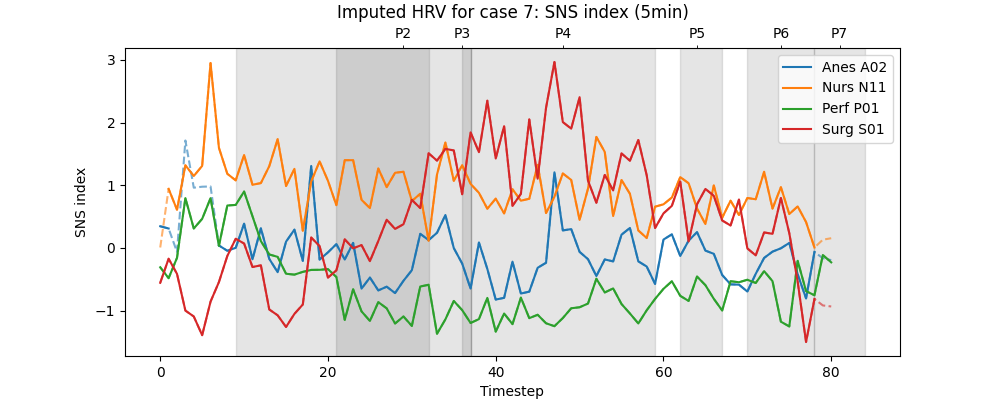 Imputed HRV for case 7: SNS index (5min)
P2 P3 P4 P5 P6 P7
Anes A02
Nurs N11
Perf P01
Surg S01
3
2
1
0
−1
SNS index
0 20 40 60 80
Timestep